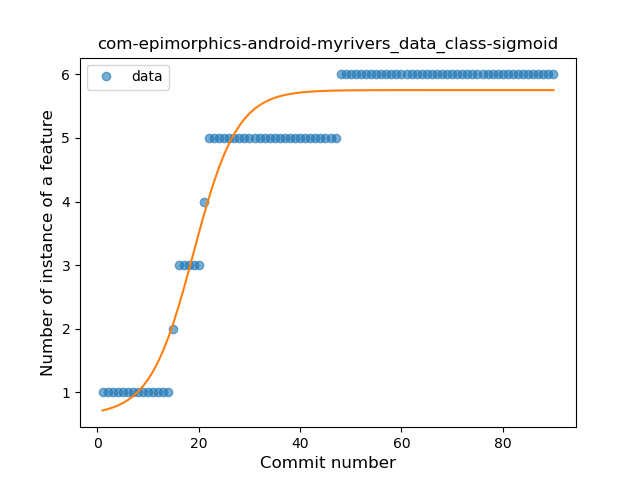 com-epimorphics-android-myrivers_data_class-sigmoid
data
Number of instance of a feature
6
5
4
3
2
1
0
20
40
60
80
Commit number